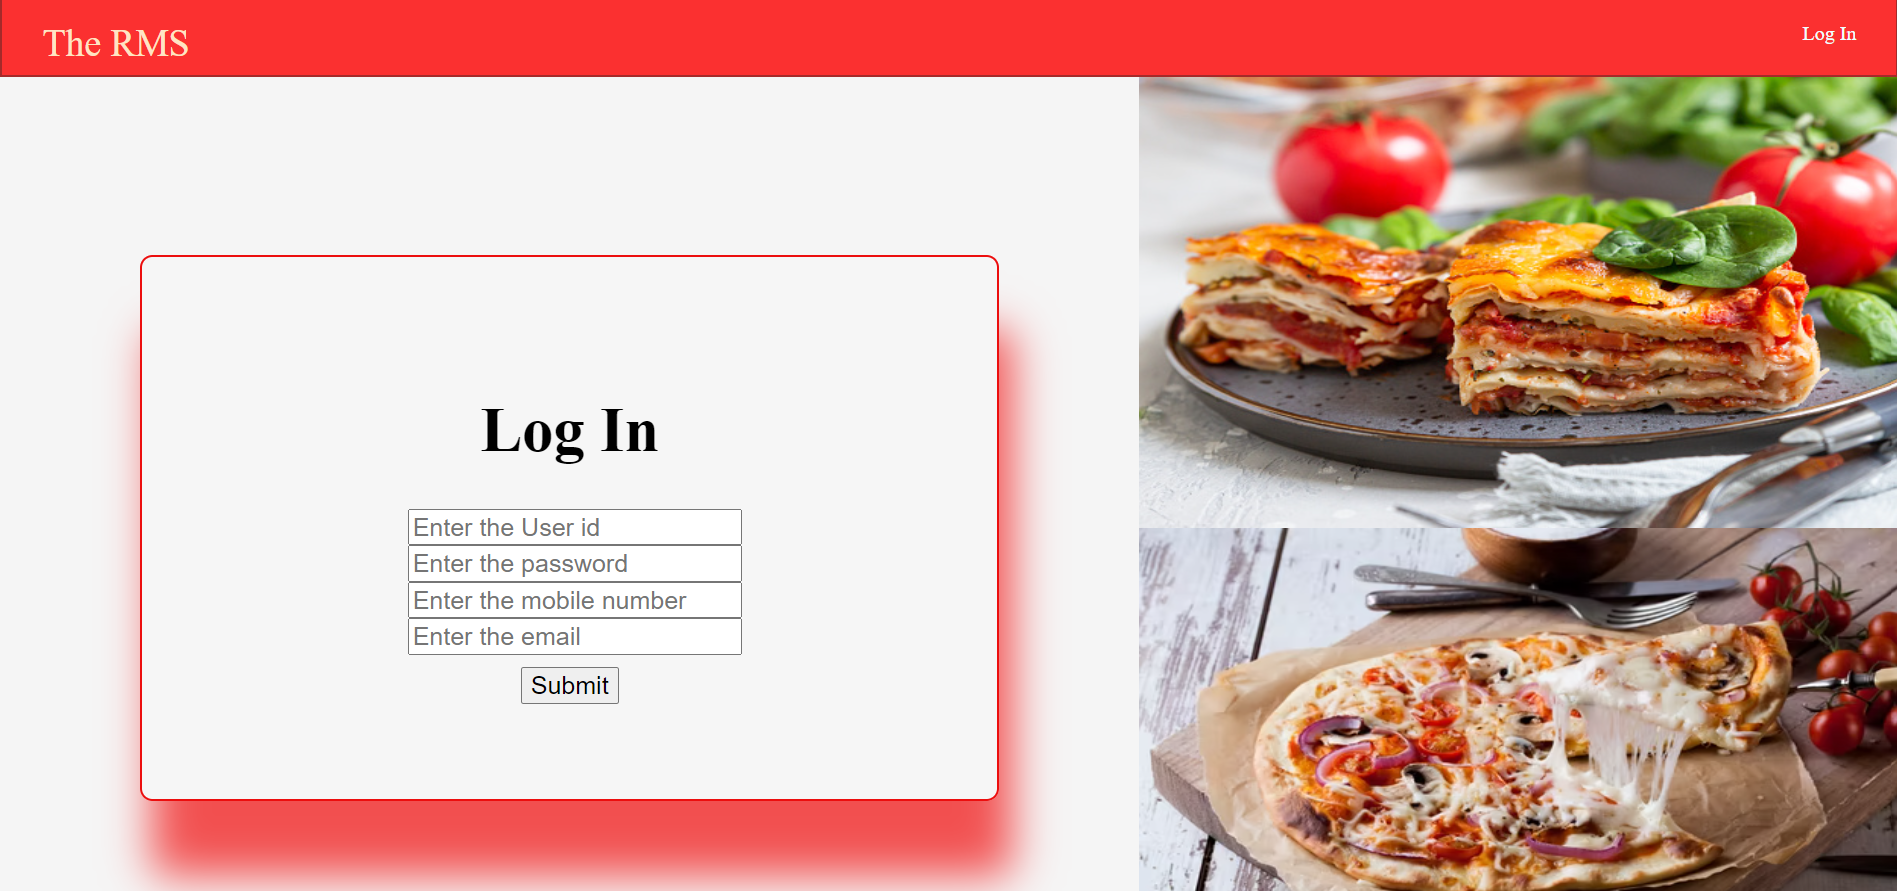 The RMS
Log In
Log In
Enter the User id
Enter the password
Enter the mobile number
Enter the email
Submit